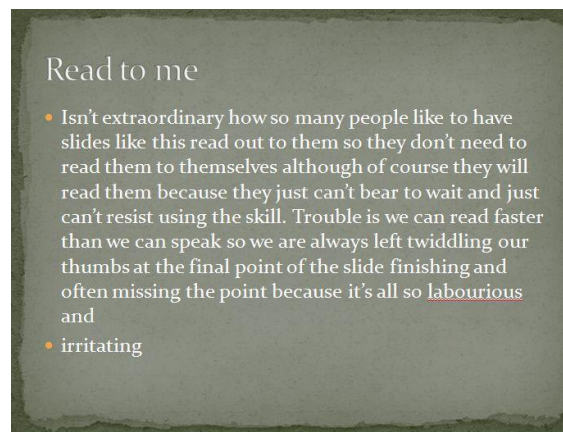 Read to me
Isn't extraordinary how so many people like to have
slides like this read out to them so they don't need to
read them to themselves although of course they will
read them because they just can't bear to wait and just
can't resist using the skill. Trouble is we can read faster
than we can speak so we are always left twiddling our
thumbs at the final point of the slide finishing and
often missing the point because it's all so labourious
and
irritating